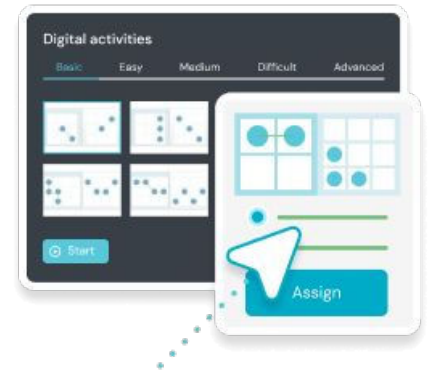 Digital activities
Basic Easy Medium Difficult Advanced
Start
Assign